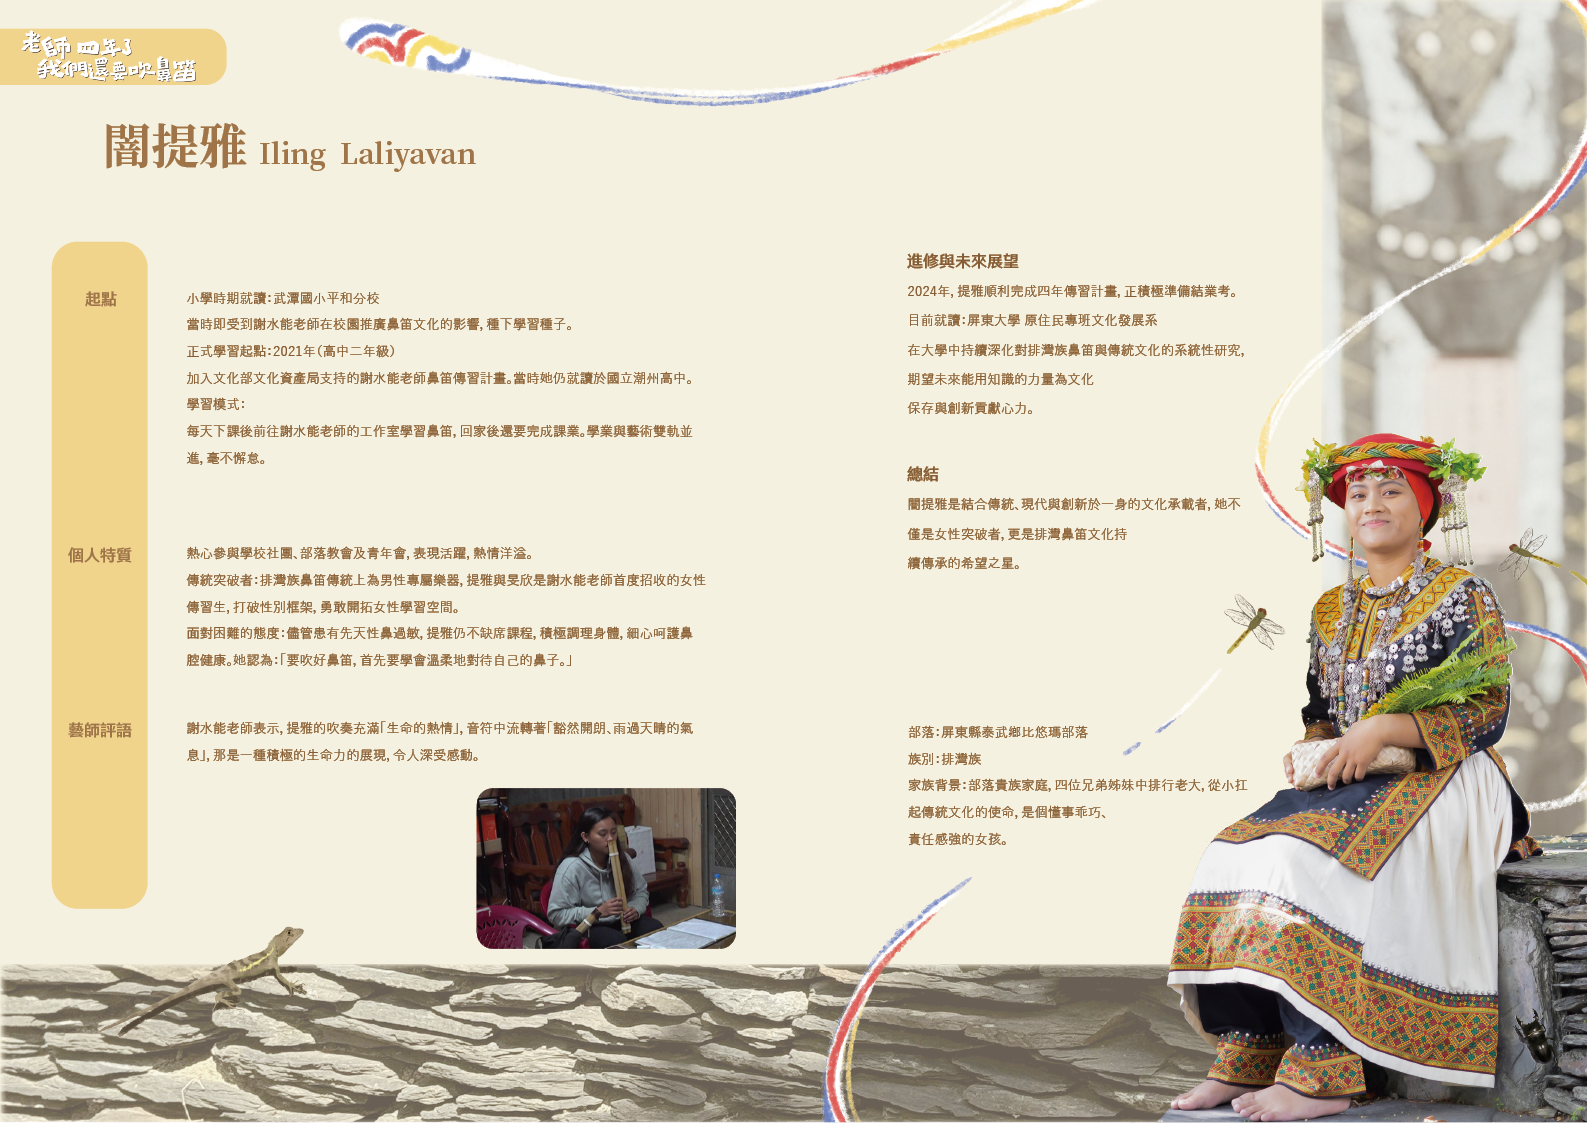 老師 四年了
我們還要吹鼻笛
闇提雅 Iling Laliyavan
起點
小學時期就讀：武潭國小平和分校
當時即受到謝水能老師在校園推廣鼻笛文化的影響，種下學習種子。
正式學習起點：2021年（高中二年級）
加入文化部文化資產局支持的謝水能老師鼻笛傳習計畫。當時她仍就讀於國立潮州高中。
學習模式：
每天下課後前往謝水能老師的工作室學習鼻笛，回家後還要完成課業。學業與藝術雙軌並
進，毫不懈怠。
個人特質
熱心參與學校社團、部落教會及青年會，表現活躍，熱情洋溢。
傳統突破者：排灣族鼻笛傳統上為男性專屬樂器，提雅與旻欣是謝水能老師首度招收的女性
傳習生，打破性別框架，勇敢開拓女性學習空間。
面對困難的態度：儘管患有先天性鼻過敏，提雅仍不缺席課程，積極調理身體，細心呵護鼻
腔健康。她認為：「要吹好鼻笛，首先要學會溫柔地對待自己的鼻子。」
藝師評語
謝水能老師表示，提雅的吹奏充滿「生命的熱情」，音符中流轉著「豁然開朗、雨過天晴的氣
息」，那是一種積極的生命力的展現，令人深受感動。
進修與未來展望
2024年，提雅順利完成四年傳習計畫，正積極準備結業考。
目前就讀：屏東大學 原住民專班文化發展系
在大學中持續深化對排灣族鼻笛與傳統文化的系統性研究，
期望未來能用知識的力量為文化
保存與創新貢獻心力。
總結
闇提雅是結合傳統、現代與創新於一身的文化承載者，她不
僅是女性突破者，更是排灣鼻笛文化持
續傳承的希望之星。
部落：屏東縣泰武鄉比悠瑪部落
族別：排灣族
家族背景：部落貴族家庭，四位兄弟姊妹中排行老大，從小扛
起傳統文化的使命，是個懂事乖巧、
責任感強的女孩。